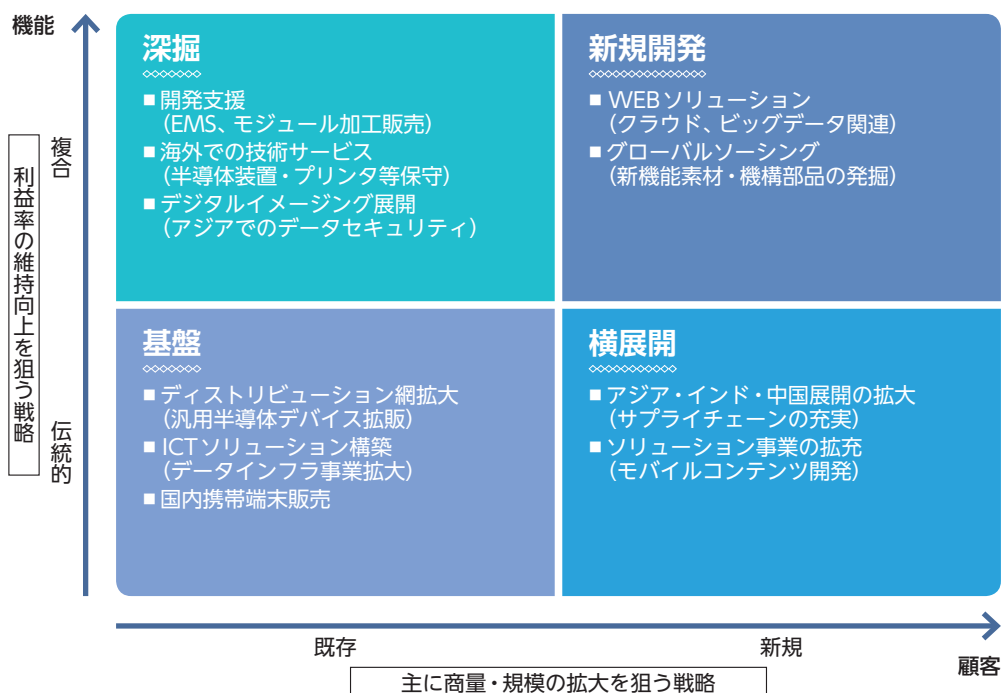 機能
利益率の維持向上を狙う戦略
複合
伝統的
深掘
■ 開発支援
(EMS、モジュール加工販売)
■ 海外での技術サービス
(半導体装置・プリンタ等保守)
■ デジタルイメージング展開
(アジアでのデータセキュリティ)
新規開発
■ WEBソリューション
(クラウド、ビッグデータ関連)
■ グローバルソーシング
(新機能素材・機構部品の発掘)
基盤
■ ディストリビューション網拡大
(汎用半導体デバイス拡販)
■ ICTソリューション構築
(データインフラ事業拡大)
■ 国内携帯端末販売
横展開
■ アジア・インド・中国展開の拡大
(サプライチェーンの充実)
■ ソリューション事業の拡充
(モバイルコンテンツ開発)
既存
新規
顧客
主に商量・規模の拡大を狙う戦略